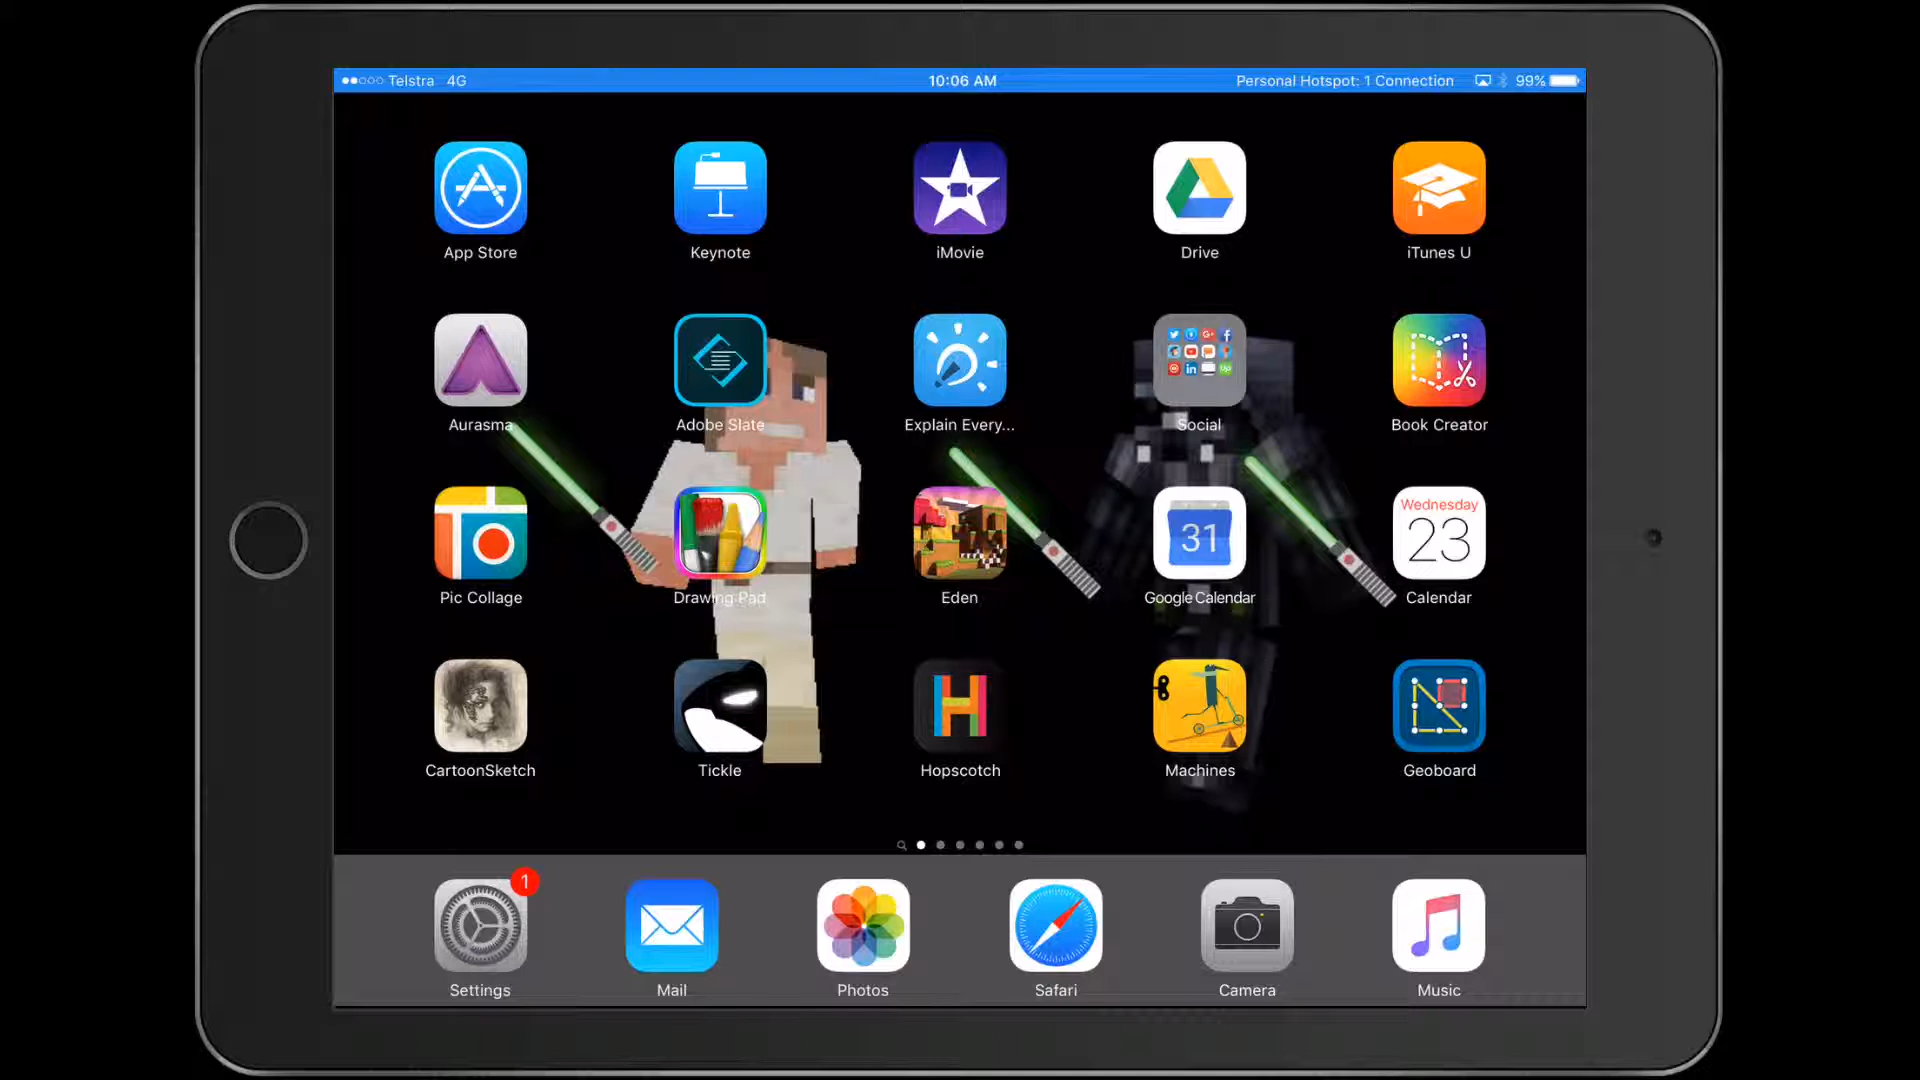 Telstra 4G 10:06 AM Personal Hotspot: 1 Connection 99%
App Store Keynote iMovie Drive iTunes U
Aurasma Adobe Slate Explain Every... Social Book Creator
31
Wednesday
23
Pic Collage Drawing Pad Eden Google Calendar Calendar
CartoonSketch Tickle Hopscotch Machines Geoboard
1
Settings Mail Photos Safari Camera Music